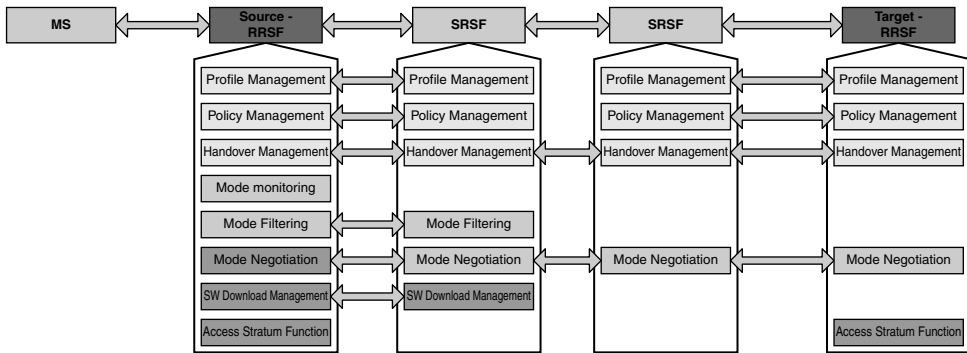 MS
Source -
RRSF
SRSF
SRSF
Target -
RRSF
Profile Management
Profile Management
Profile Management
Profile Management
Policy Management
Policy Management
Policy Management
Policy Management
Handover Management
Handover Management
Handover Management
Handover Management
Mode monitoring
Mode Filtering
Mode Filtering
Mode Negotiation
Mode Negotiation
Mode Negotiation
Mode Negotiation
SW Download Management
SW Download Management
Access Stratum Function
Access Stratum Function